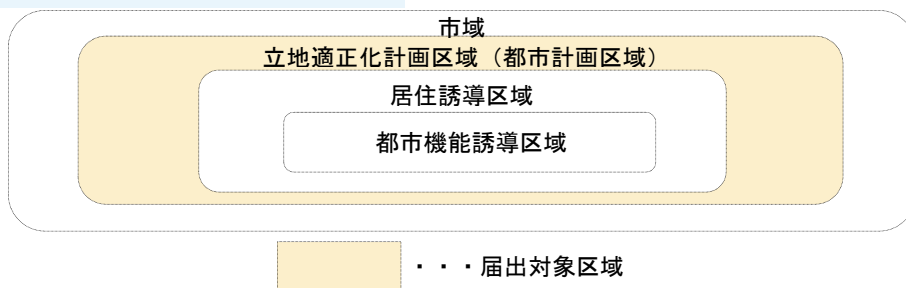 市域
立地適正化計画区域（都市計画区域）
居住誘導区域
都市機能誘導区域
・・・届出対象区域